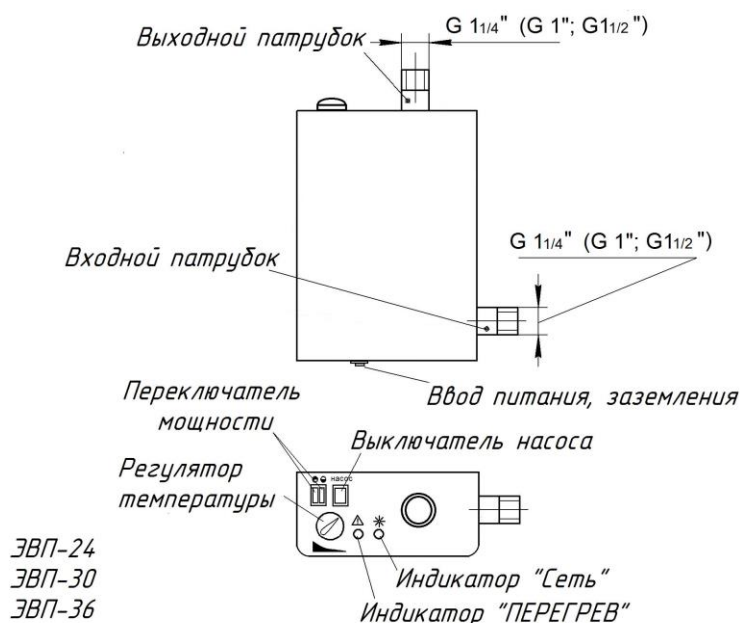 Выходной патрубок
G 1 1/4" (G 1"; G1 1/2")
G 1 1/4" (G 1"; G1 1/2")
Входной патрубок
Ввод питания, заземления
Переключатель
мощности
Выключатель насоса
Регулятор
температуры
насос
Индикатор "Сеть"
Индикатор "ПЕРЕГРЕВ"
ЭВП-24
ЭВП-30
ЭВП-36